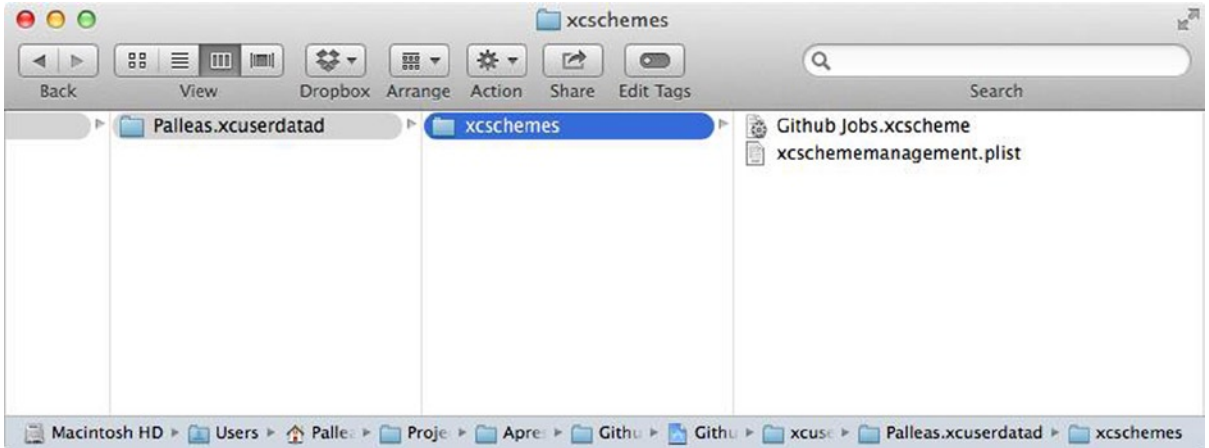 xcschemes
Back View Dropbox Arrange Action Share Edit Tags Search
Palleas.xcuserdatad xcschemes Github Jobs.xcscheme
xcschememanagement.plist
Macintosh HD Users Palle Proje Apre Githu Githu xcuse Palleas.xcuserdatad xcschemes